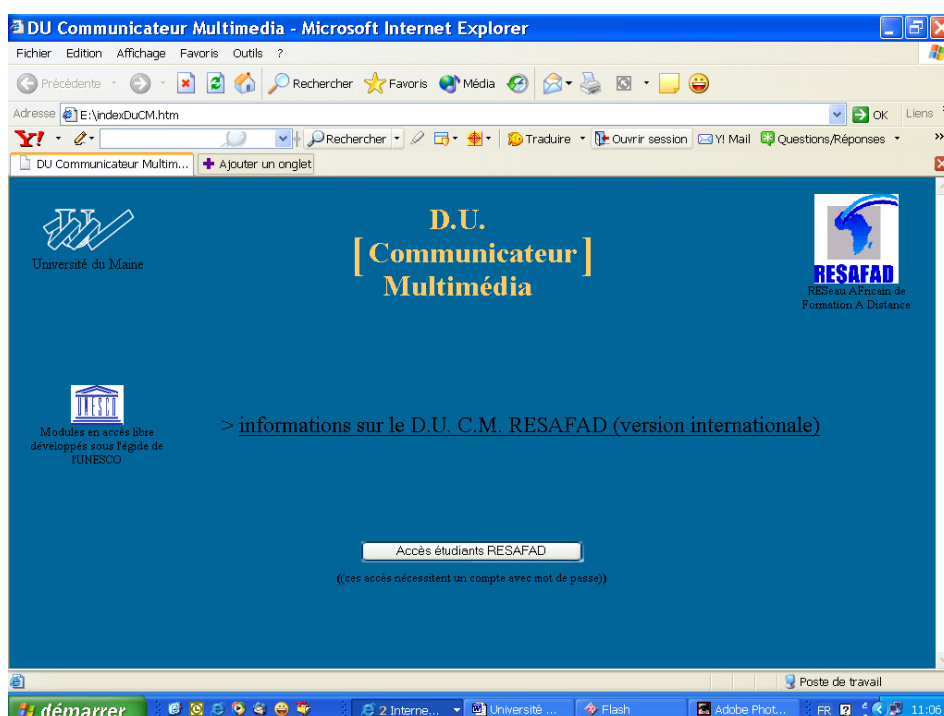 DU Communicateur Multimedia - Microsoft Internet Explorer
Fichier Edition Affichage Favoris Outils ?
Précédente Rechercher Favoris Média
Adresse E:\indexDuCM.htm OK Liens
Y! Rechercher Traduire Ouvrir session Y! Mail Questions/Réponses
DU Communicateur Multim... Ajouter un onglet
Université du Maine
D.U.
[Communicateur]
Multimédia
RESAFAD
RESeau AFricain de
Formation A Distance
UNESCO
Modules en accès libre
développés sous l'égide de
l'UNESCO
> informations sur le D.U. C.M. RESAFAD (version internationale)
Accès étudiants RESAFAD
((ces accès nécessitent un compte avec mot de passe))
Poste de travail
démarrer 2 Interne... Université ... Flash Adobe Phot... FR 11:06